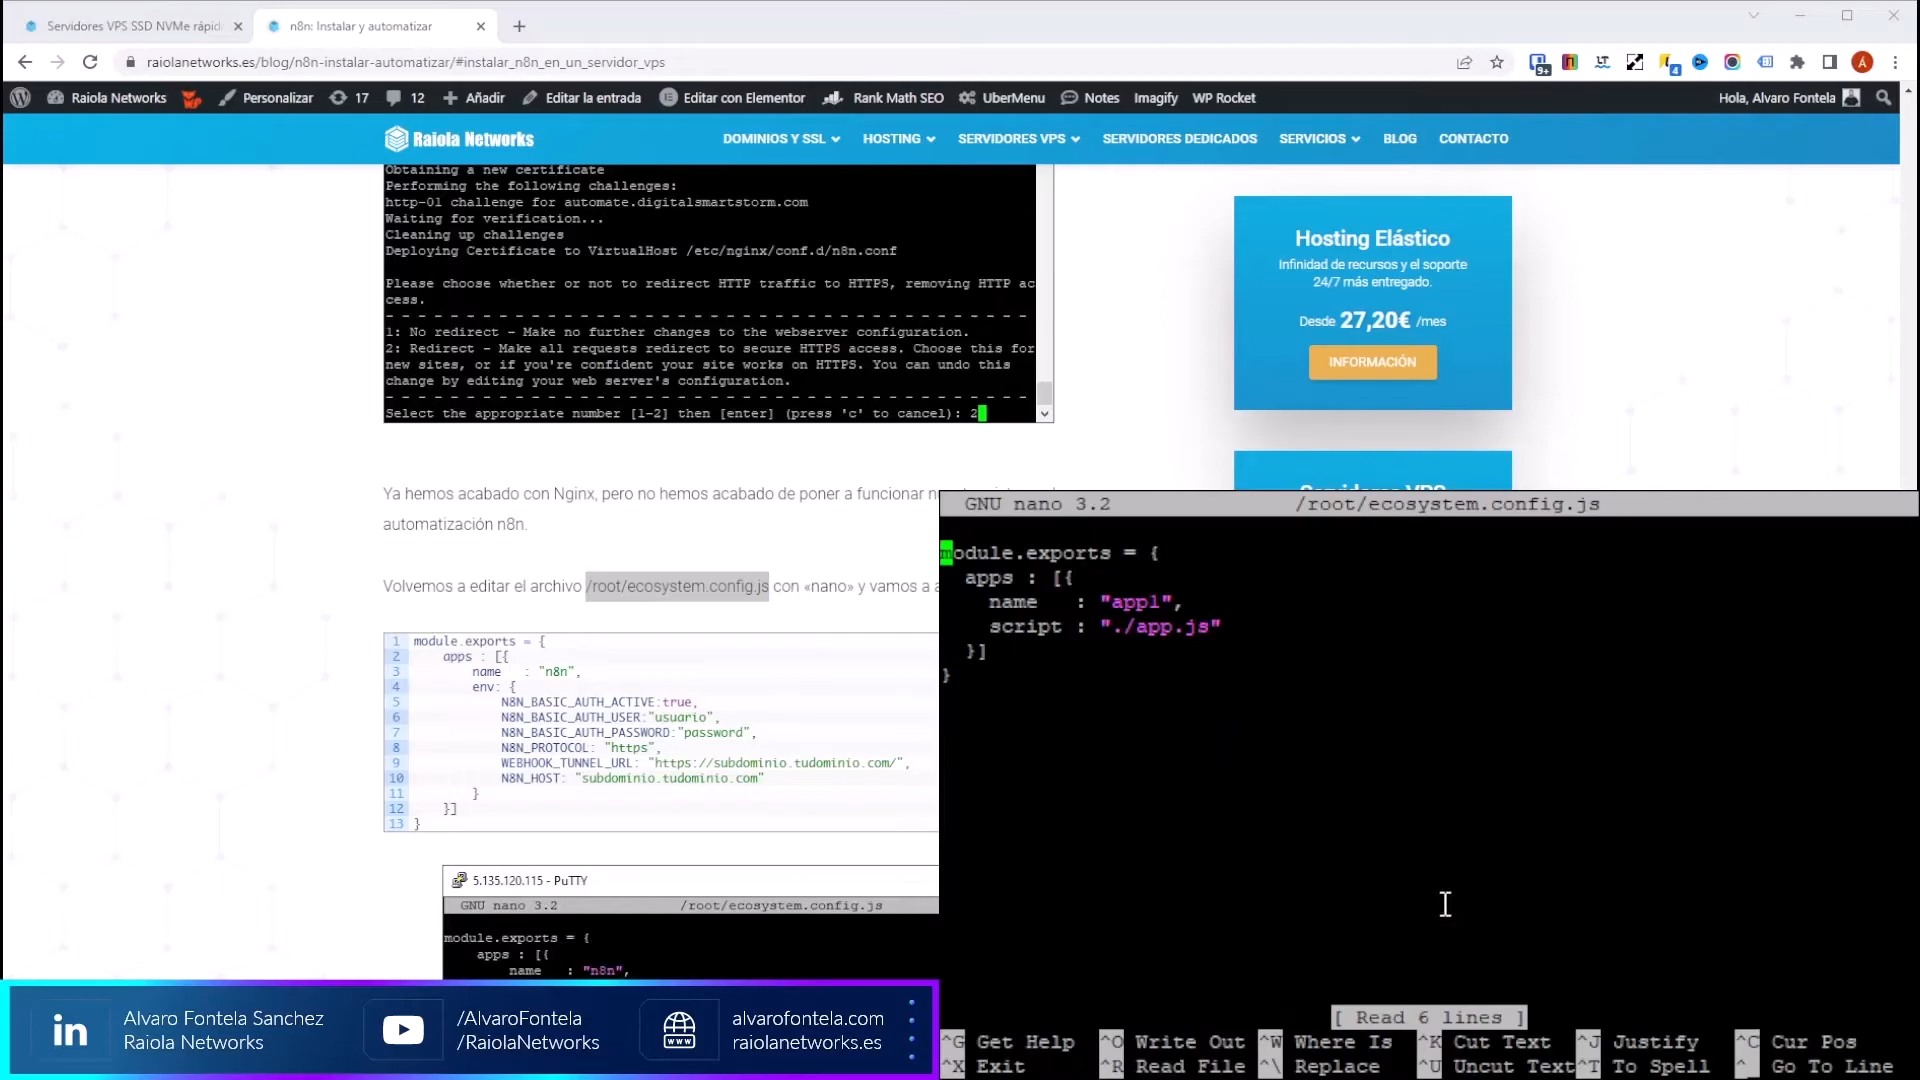 Servidores VPS SSD NVMe rápid
n8n: Instalar y automatizar
raiolanetworks.es/blog/n8n-instalar-automatizar/#instalar_n8n_en_un_servidor_vps
Raiola Networks
Personalizar
17
12
Añadir
Editar la entrada
Editar con Elementor
Rank Math SEO
UberMenu
Notes
Imagify
WP Rocket
Hola, Alvaro Fontela
Raiola Networks
DOMINIOS Y SSL
HOSTING
SERVIDORES VPS
SERVIDORES DEDICADOS
SERVICIOS
BLOG
CONTACTO
Obtaining a new certificate
Performing the following challenges:
http-01 challenge for automate.digitalsmartstorm.com
Waiting for verification...
Cleaning up challenges
Deploying Certificate to VirtualHost /etc/nginx/conf.d/n8n.conf
Please choose whether or not to redirect HTTP traffic to HTTPS, removing HTTP ac
cess.
- - - - - - - - - - - - - - - - - - - - - - - - - - - - - - - - - - - - - - - -
1: No redirect - Make no further changes to the webserver configuration.
2: Redirect - Make all requests redirect to secure HTTPS access. Choose this for
new sites, or if you're confident your site works on HTTPS. You can undo this
change by editing your web server's configuration.
- - - - - - - - - - - - - - - - - - - - - - - - - - - - - - - - - - - - - - - -
Select the appropriate number [1-2] then [enter] (press 'c' to cancel): 2
Hosting Elástico
Infinidad de recursos y el soporte
24/7 más entregado.
Desde 27,20€ /mes
INFORMACIÓN
Ya hemos acabado con Nginx, pero no hemos acabado de poner a funcionar
automatización n8n.
Volvemos a editar el archivo /root/ecosystem.config.js con «nano» y vamos a
1 module.exports = {
2 apps : [{
3 name : "n8n",
4 env: {
5 N8N_BASIC_AUTH_ACTIVE:true,
6 N8N_BASIC_AUTH_USER:"usuario",
7 N8N_BASIC_AUTH_PASSWORD:"password",
8 N8N_PROTOCOL: "https",
9 WEBHOOK_TUNNEL_URL: "https://subdominio.tudominio.com/",
10 N8N_HOST: "subdominio.tudominio.com"
11 }
12 }]
13 }
5.135.120.115 - PuTTY
GNU nano 3.2 /root/ecosystem.config.js
module.exports = {
apps : [{
name : "n8n",
GNU nano 3.2 /root/ecosystem.config.js
module.exports = {
apps : [{
name : "app1",
script : "./app.js"
}]
}
[ Read 6 lines ]
^G Get Help ^O Write Out ^W Where Is ^K Cut Text ^J Justify ^C Cur Pos
^X Exit ^R Read File ^\ Replace ^U Uncut Text ^T To Spell ^_ Go To Line
in Alvaro Fontela Sanchez
Raiola Networks
/AlvaroFontela
/RaiolaNetworks
www
alvarofontela.com
raiolanetworks.es